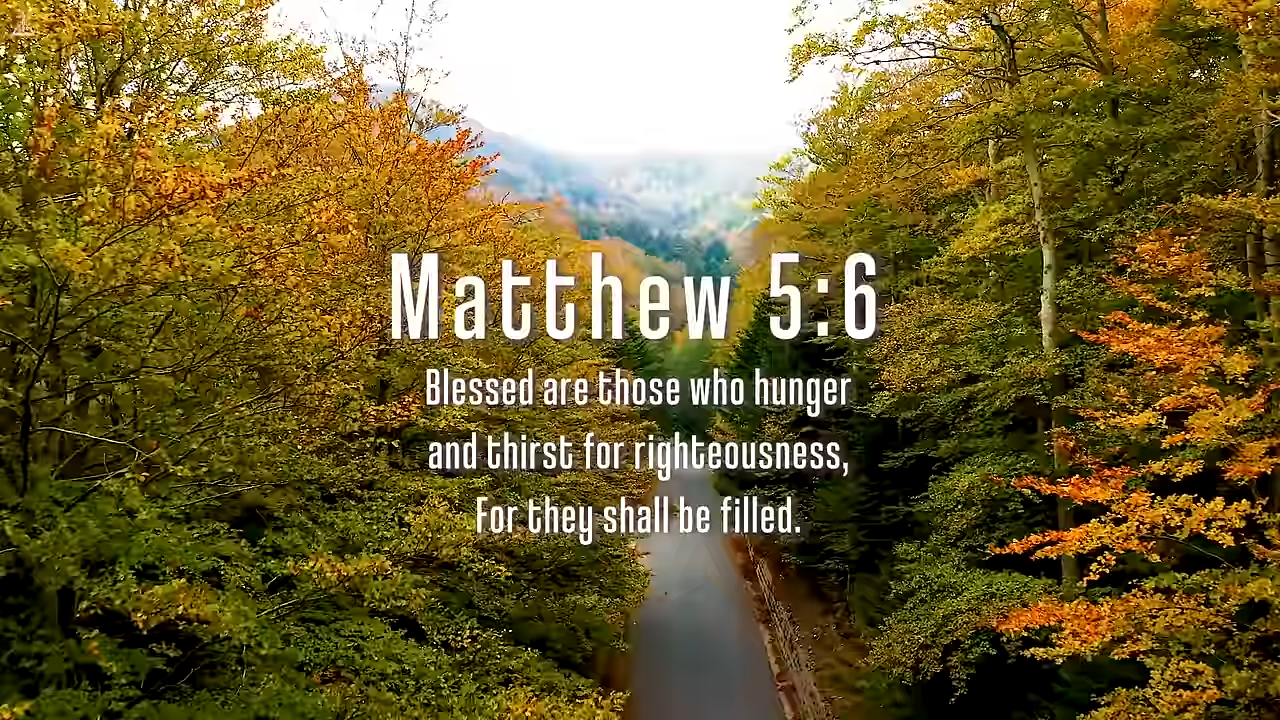 Matthew 5:6
Blessed are those who hunger
and thirst for righteousness,
For they shall be filled.